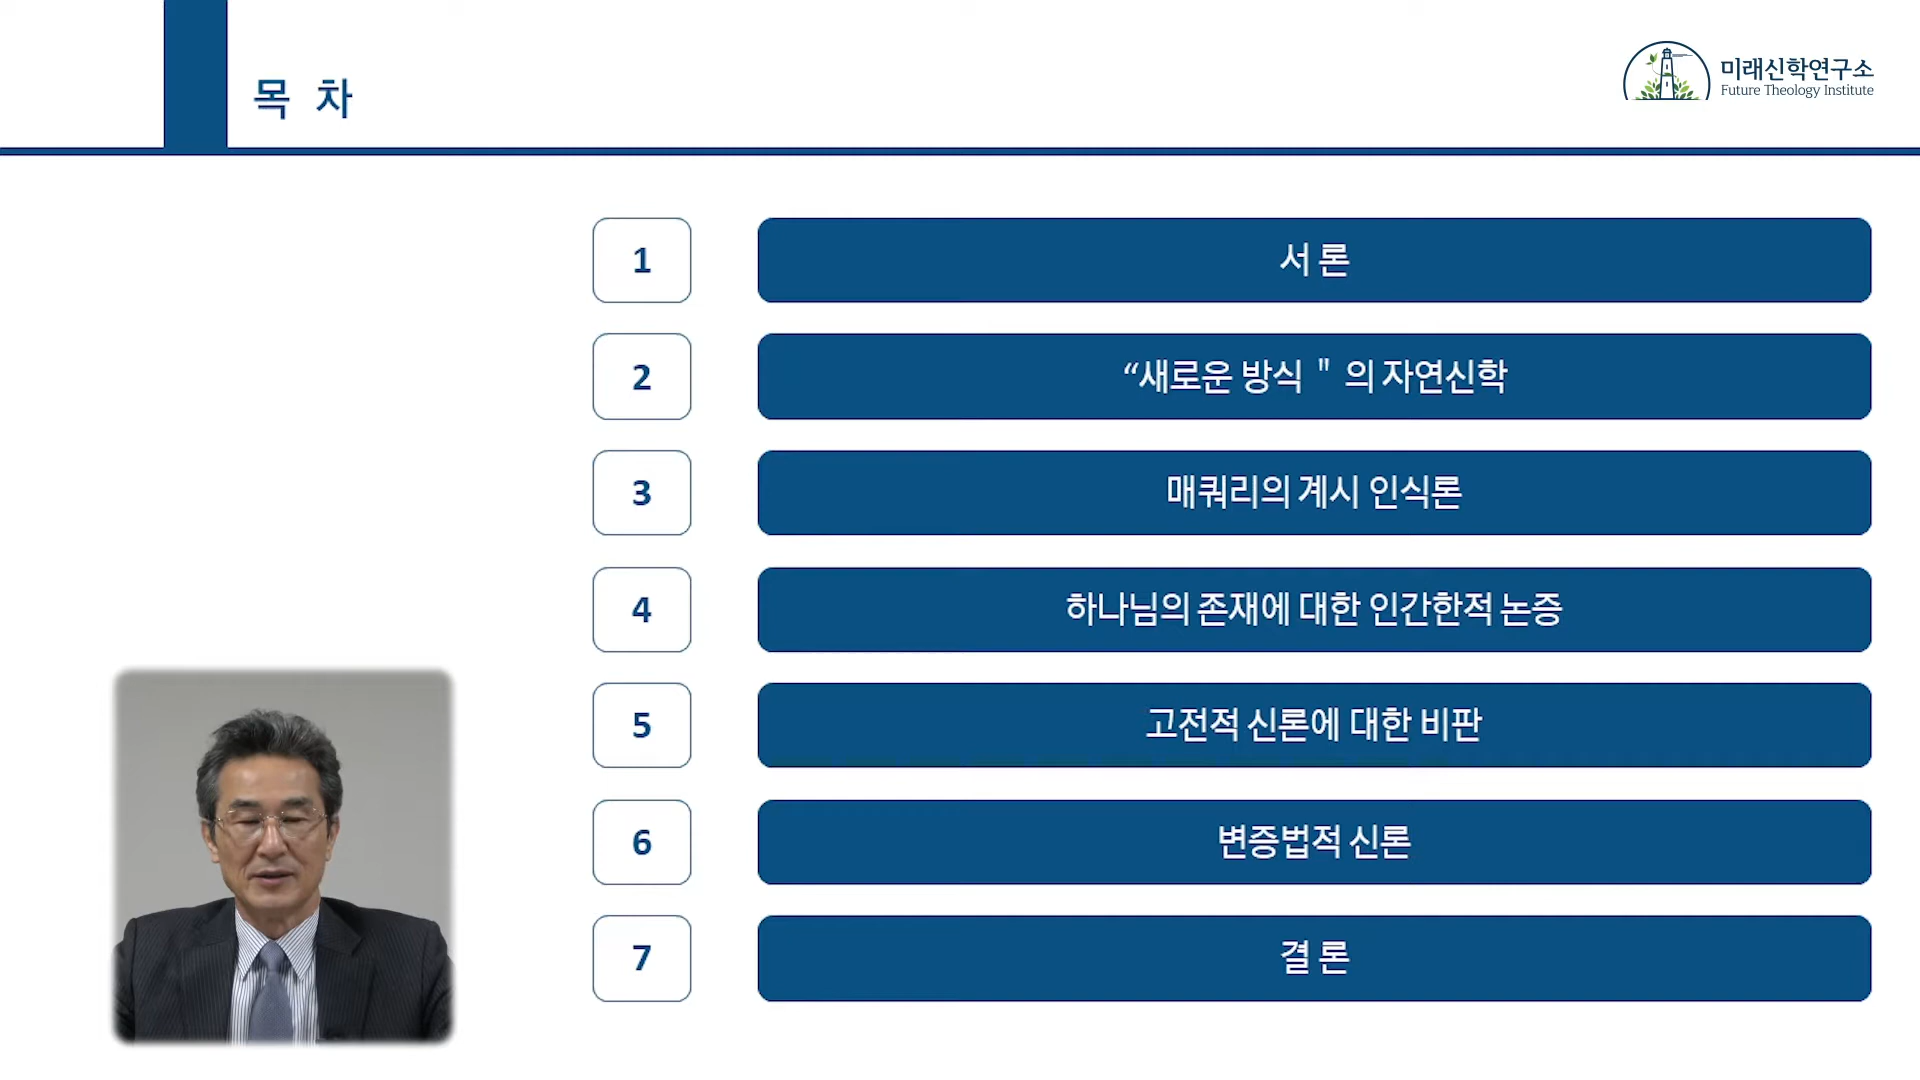 목 차
미래신학연구소
Future Theology Institute
1
서 론
2
“새로운 방식 " 의 자연신학
3
매쿼리의 계시 인식론
4
하나님의 존재에 대한 인간한적 논증
5
고전적 신론에 대한 비판
6
변증법적 신론
7
결 론